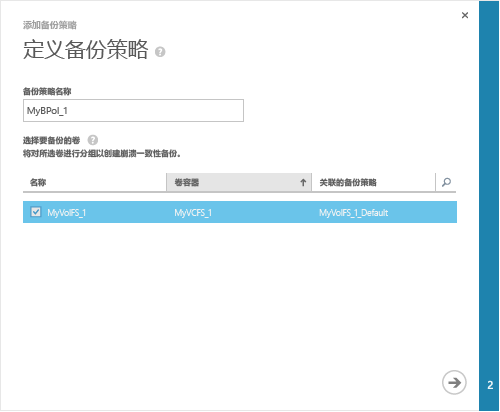 添加备份策略
定义备份策略 ?
备份策略名称
MyBPol_1
选择要备份的卷 ?
将对所选卷进行分组以创建崩溃一致性备份。
名称 卷容器 关联的备份策略
MyVolFS_1 MyVCFS_1 MyVolFS_1_Default
2